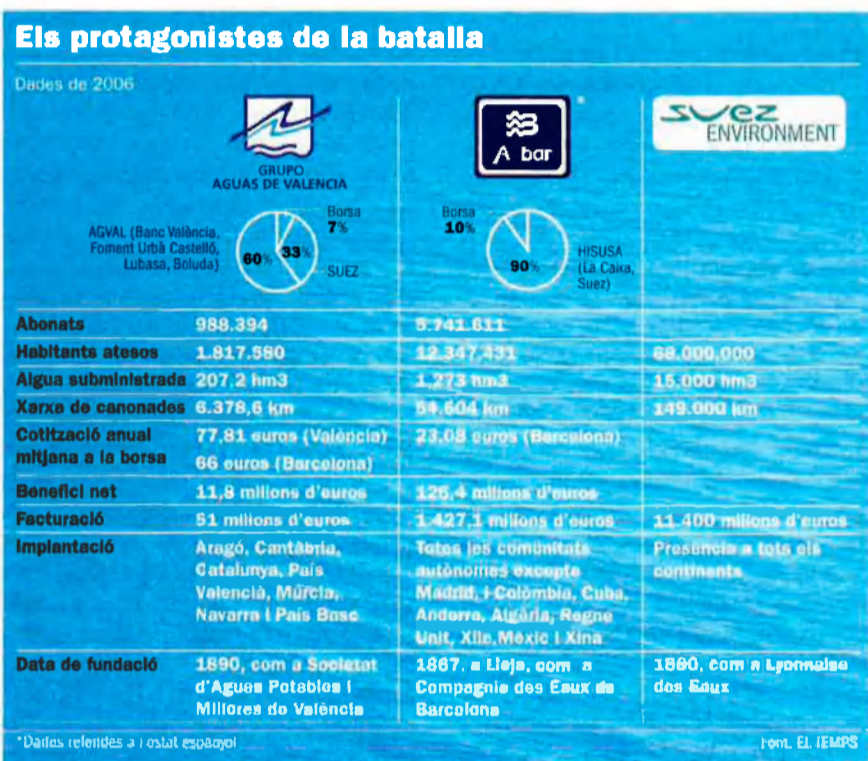 Els protagonistes de la batalla
Dades de 2006
GRUPO
AGUAS DE VALENCIA
A bar
*
suez
ENVIRONMENT
AGVAL (Banc València,
Foment Urbà Castelló,
Lubasa, Boluda)
60%
33%
Borsa
7%
SUEZ
Borsa
10%
90%
HISUSA
(La Caixa,
Suez)
Abonats 988.394 5.741.611
Habitants atesos 1.817.580 12.347.431 68.000.000
Aigua subministrada 207,2 hm3 1.273 hm3 15.000 hm3
Xarxa de canonades 6.378,6 km 54.604 km 149.000 km
Cotització anual 77,81 euros (València) 23,08 euros (Barcelona)
mitjana a la borsa 66 euros (Barcelona)
Benefici net 11,8 milions d'euros 126,4 milions d'euros
Facturació 51 milions d'euros 1.427,1 milions d'euros 11.400 milions d'euros
Implantació Aragó, Cantàbria, Totes les comunitats Presència a tots els
Catalunya, País autònomes excepte continents
Valencià, Múrcia, Madrid, i Colòmbia, Cuba,
Navarra i País Basc Andorra, Algèria, Regne
Unit, Xile, Mèxic i Xina
Data de fundació 1890, com a Societat 1867, a Lieja, com a 1880, com a Lyonnaise
d'Agues Potables i Compagnie des Eaux de des Eaux
Millores de València Barcelona
*Dades referides a l'estat espanyol Font: EL TEMPS